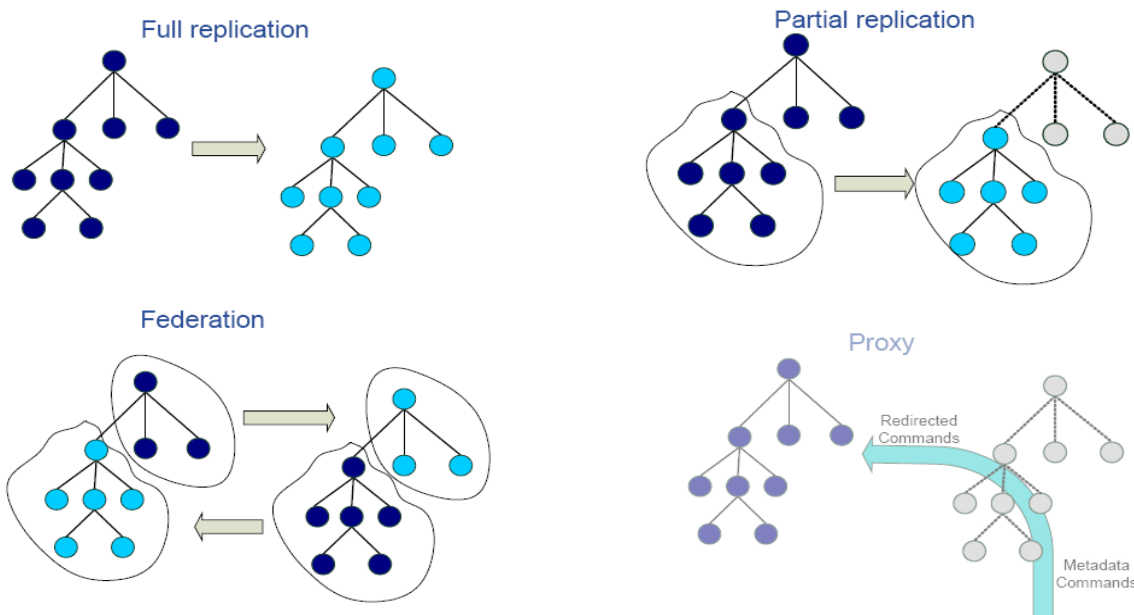 Full replication
Partial replication
Federation
Proxy
Redirected
Commands
Metadata
Commands